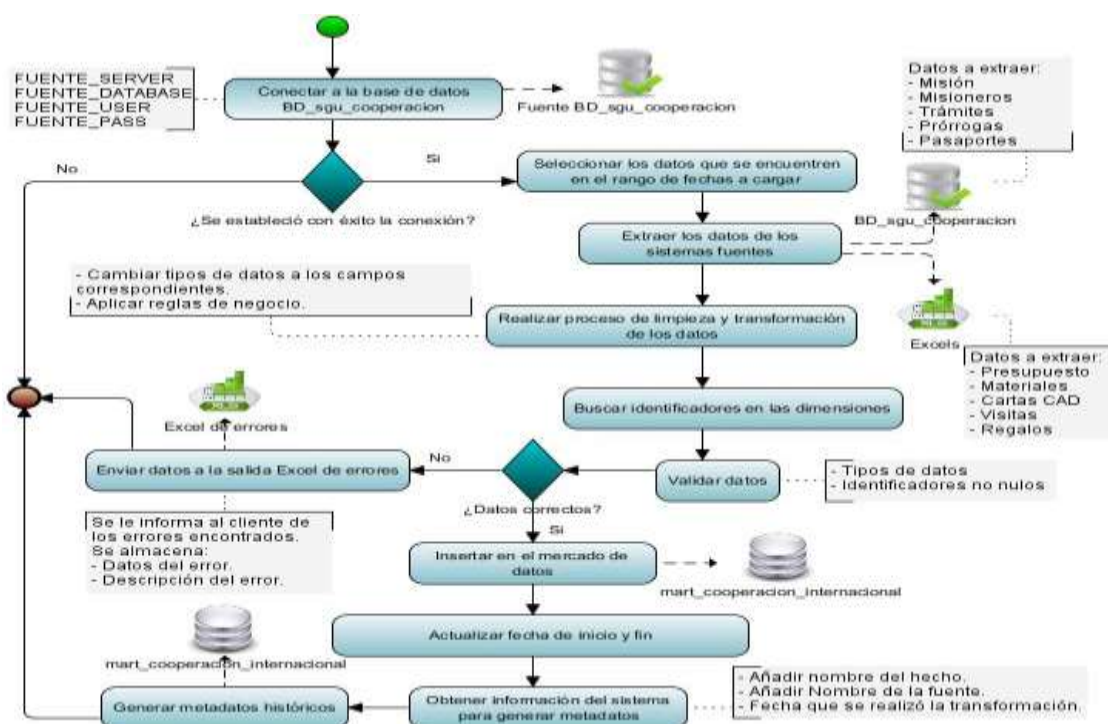 FUENTE_SERVER
FUENTE_DATABASE
FUENTE_USER
FUENTE_PASS
Conectar a la base de datos
BD_sgu_cooperacion
Fuente BD_sgu_cooperacion
Datos a extraer:
- Misión
- Misioneros
- Trámites
- Prórrogas
- Pasaportes
No
Si
¿Se estableció con éxito la conexión?
Seleccionar los datos que se encuentren
en el rango de fechas a cargar
BD_sgu_cooperacion
Extraer los datos de los
sistemas fuentes
- Cambiar tipos de datos a los campos
correspondientes.
- Aplicar reglas de negocio.
Realizar proceso de limpieza y transformación
de los datos
Excels
Datos a extraer:
- Presupuesto
- Materiales
- Cartas CAD
- Visitas
- Regalos
Buscar identificadores en las dimensiones
Excel de errores
Enviar datos a la salida Excel de errores
No
¿Datos correctos?
Validar datos
- Tipos de datos
- Identificadores no nulos
Si
Se le informa al cliente de
los errores encontrados.
Se almacena:
- Datos del error.
- Descripción del error.
Insertar en el mercado de
datos
mart_cooperacion_internacional
Actualizar fecha de inicio y fin
mart_cooperacion_internacional
Generar metadatos históricos
Obtener información del sistema
para generar metadatos
- Añadir nombre del hecho.
- Añadir Nombre de la fuente.
- Fecha que se realizó la transformación.